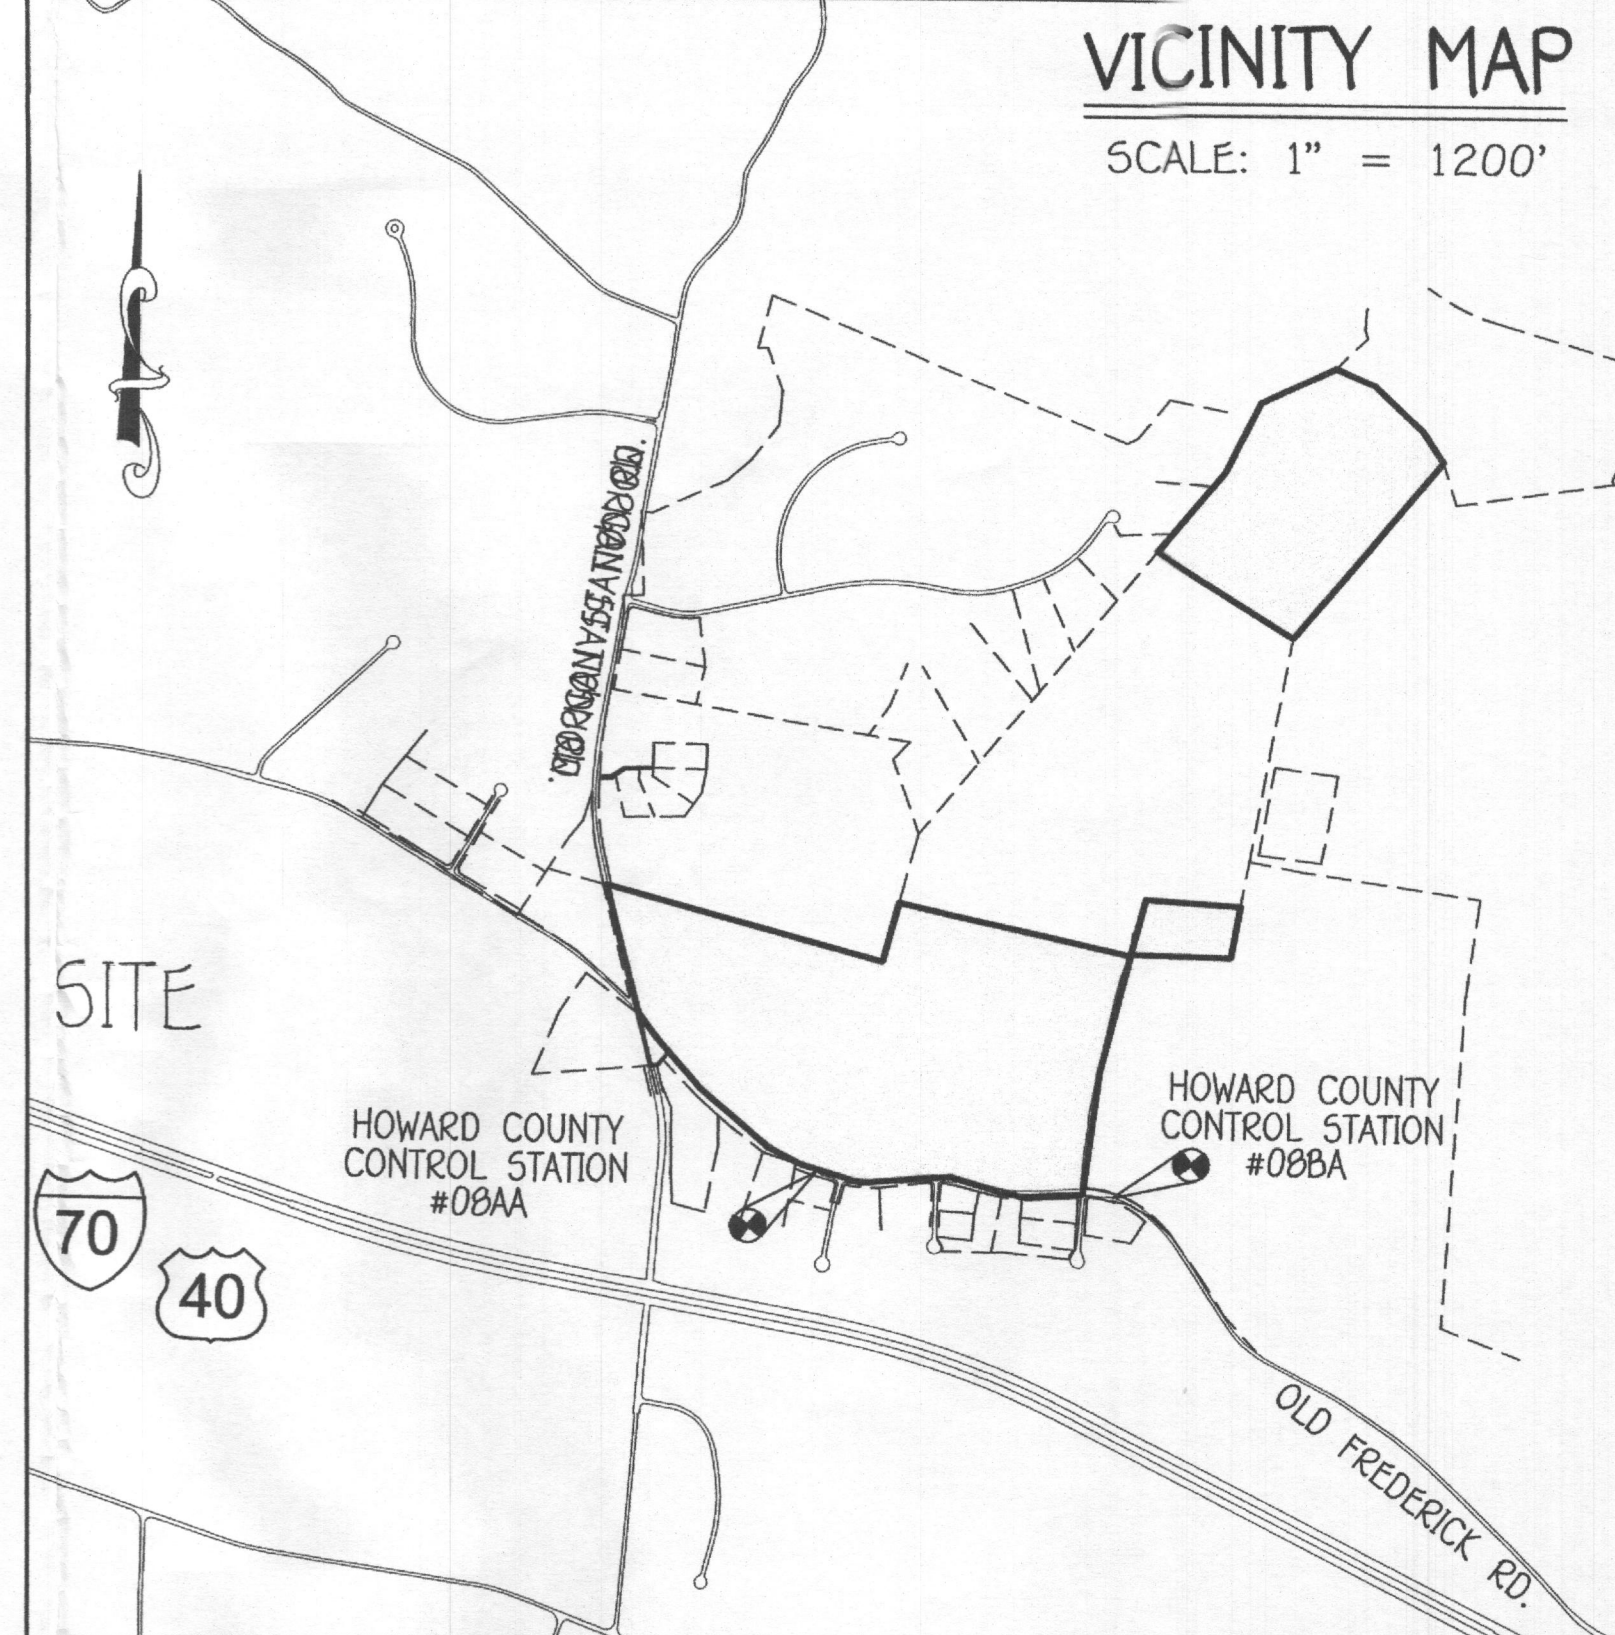 VICINITY MAP
SCALE: 1" = 1200'
SITE
HOWARD COUNTY
CONTROL STATION
#08AA
HOWARD COUNTY
CONTROL STATION
#08BA
70
40
OLD FREDERICK RD.